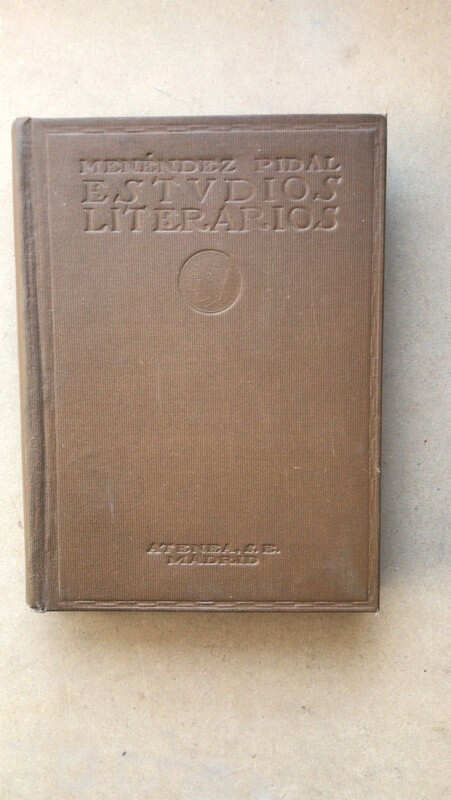 MENÉNDEZ PIDAL
ESTVDIOS
LITERARIOS
ATENEA, S. E.
MADRID